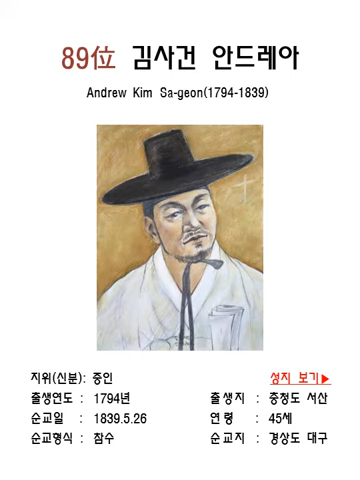 89位 김사건 안드레아
Andrew Kim Sa-geon(1794-1839)
지위(신분): 중인 성지 보기▶
출생연도 : 1794년 출생지 : 충청도 서산
순교일 : 1839.5.26 연령 : 45세
순교형식 : 참수 순교지 : 경상도 대구